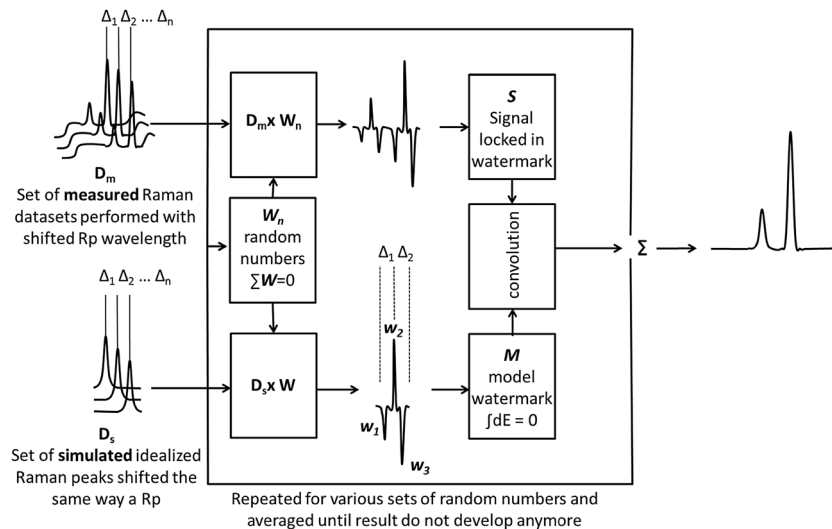 Δ₁ Δ₂ ... Δₙ
Dₘ
Set of measured Raman
datasets performed with
shifted Rp wavelength
Δ₁ Δ₂ ... Δₙ
Dₛ
Set of simulated idealized
Raman peaks shifted the
same way a Rp
Dₘx Wₙ
Wₙ
random
numbers
∑W=0
Dₛx W
Δ₁ Δ₂
w₂
w₁
w₃
S
Signal
locked in
watermark
convolution
M
model
watermark
∫dE = 0
Σ
Repeated for various sets of random numbers and
averaged until result do not develop anymore